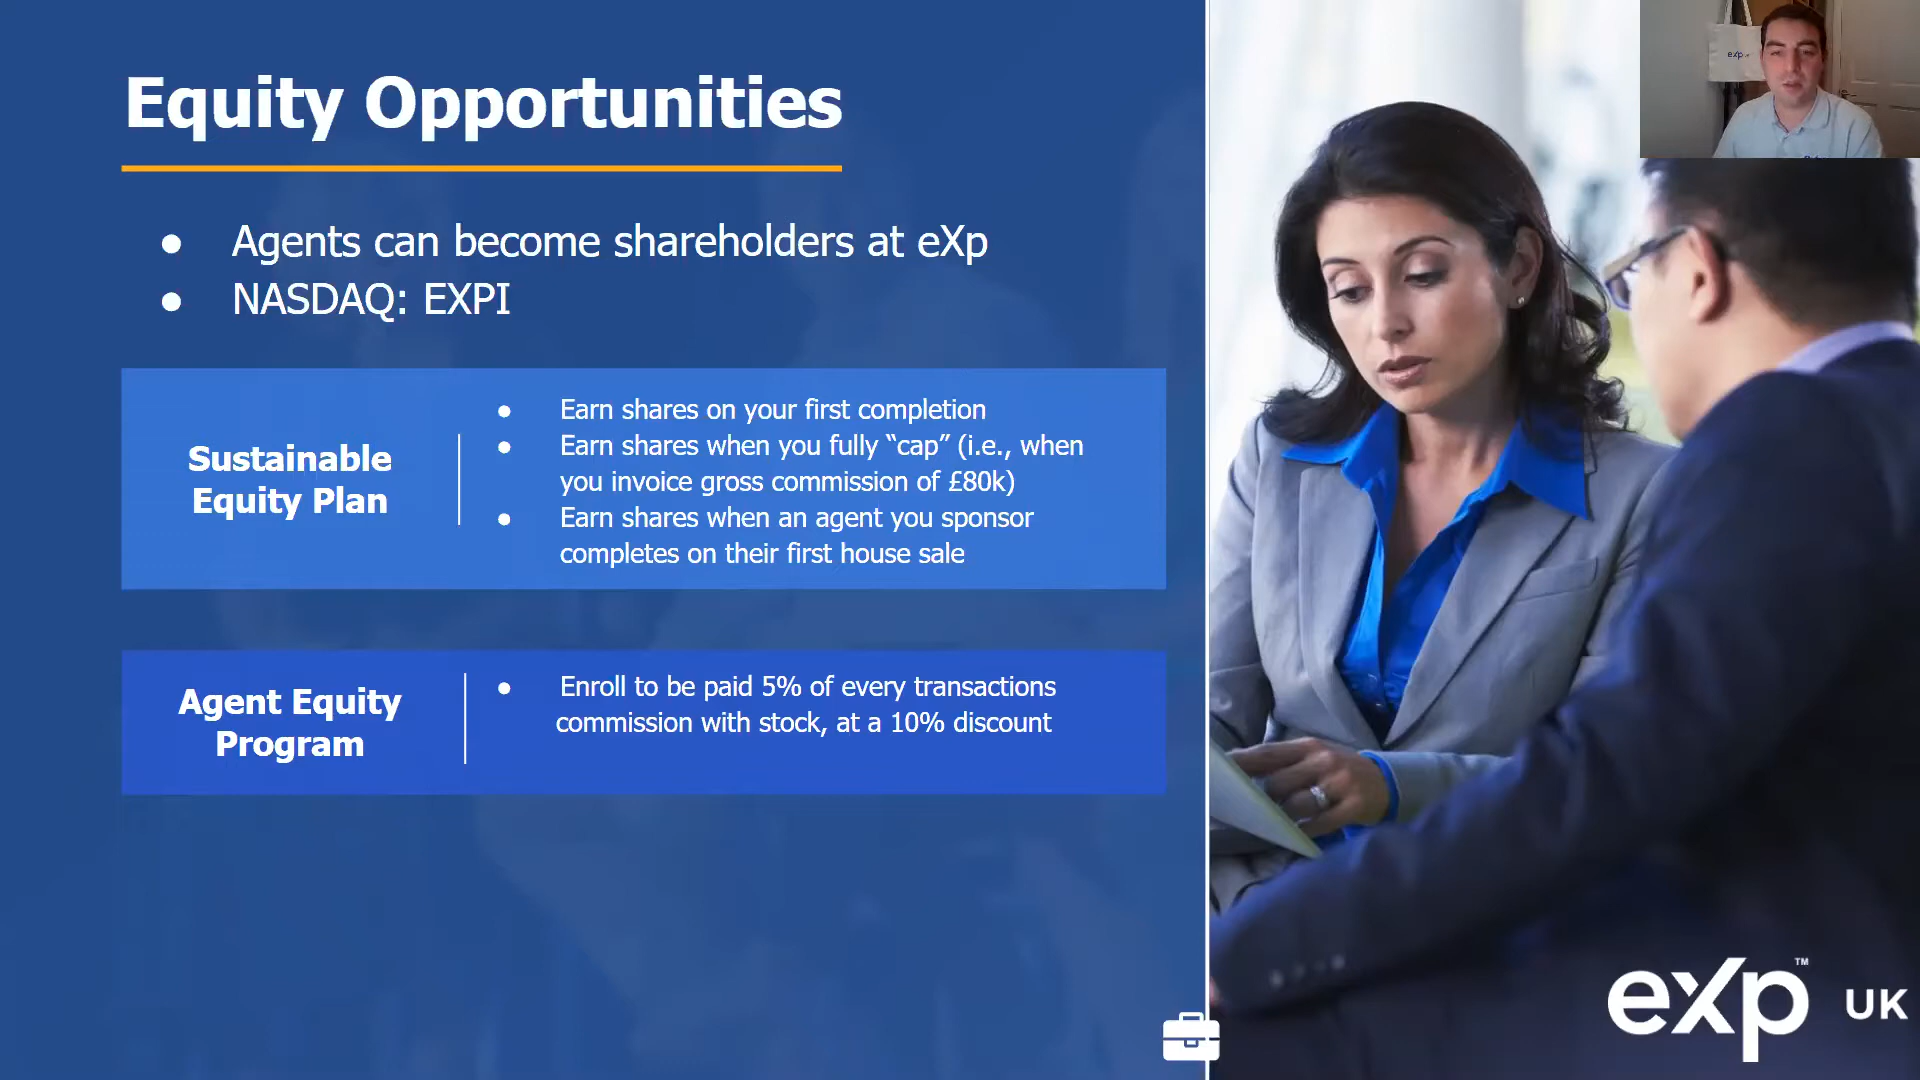 Equity Opportunities
● Agents can become shareholders at eXp
● NASDAQ: EXPI
Sustainable
Equity Plan
● Earn shares on your first completion
● Earn shares when you fully “cap” (i.e., when
you invoice gross commission of £80k)
● Earn shares when an agent you sponsor
completes on their first house sale
Agent Equity
Program
● Enroll to be paid 5% of every transactions
commission with stock, at a 10% discount
exp
eXp™ UK